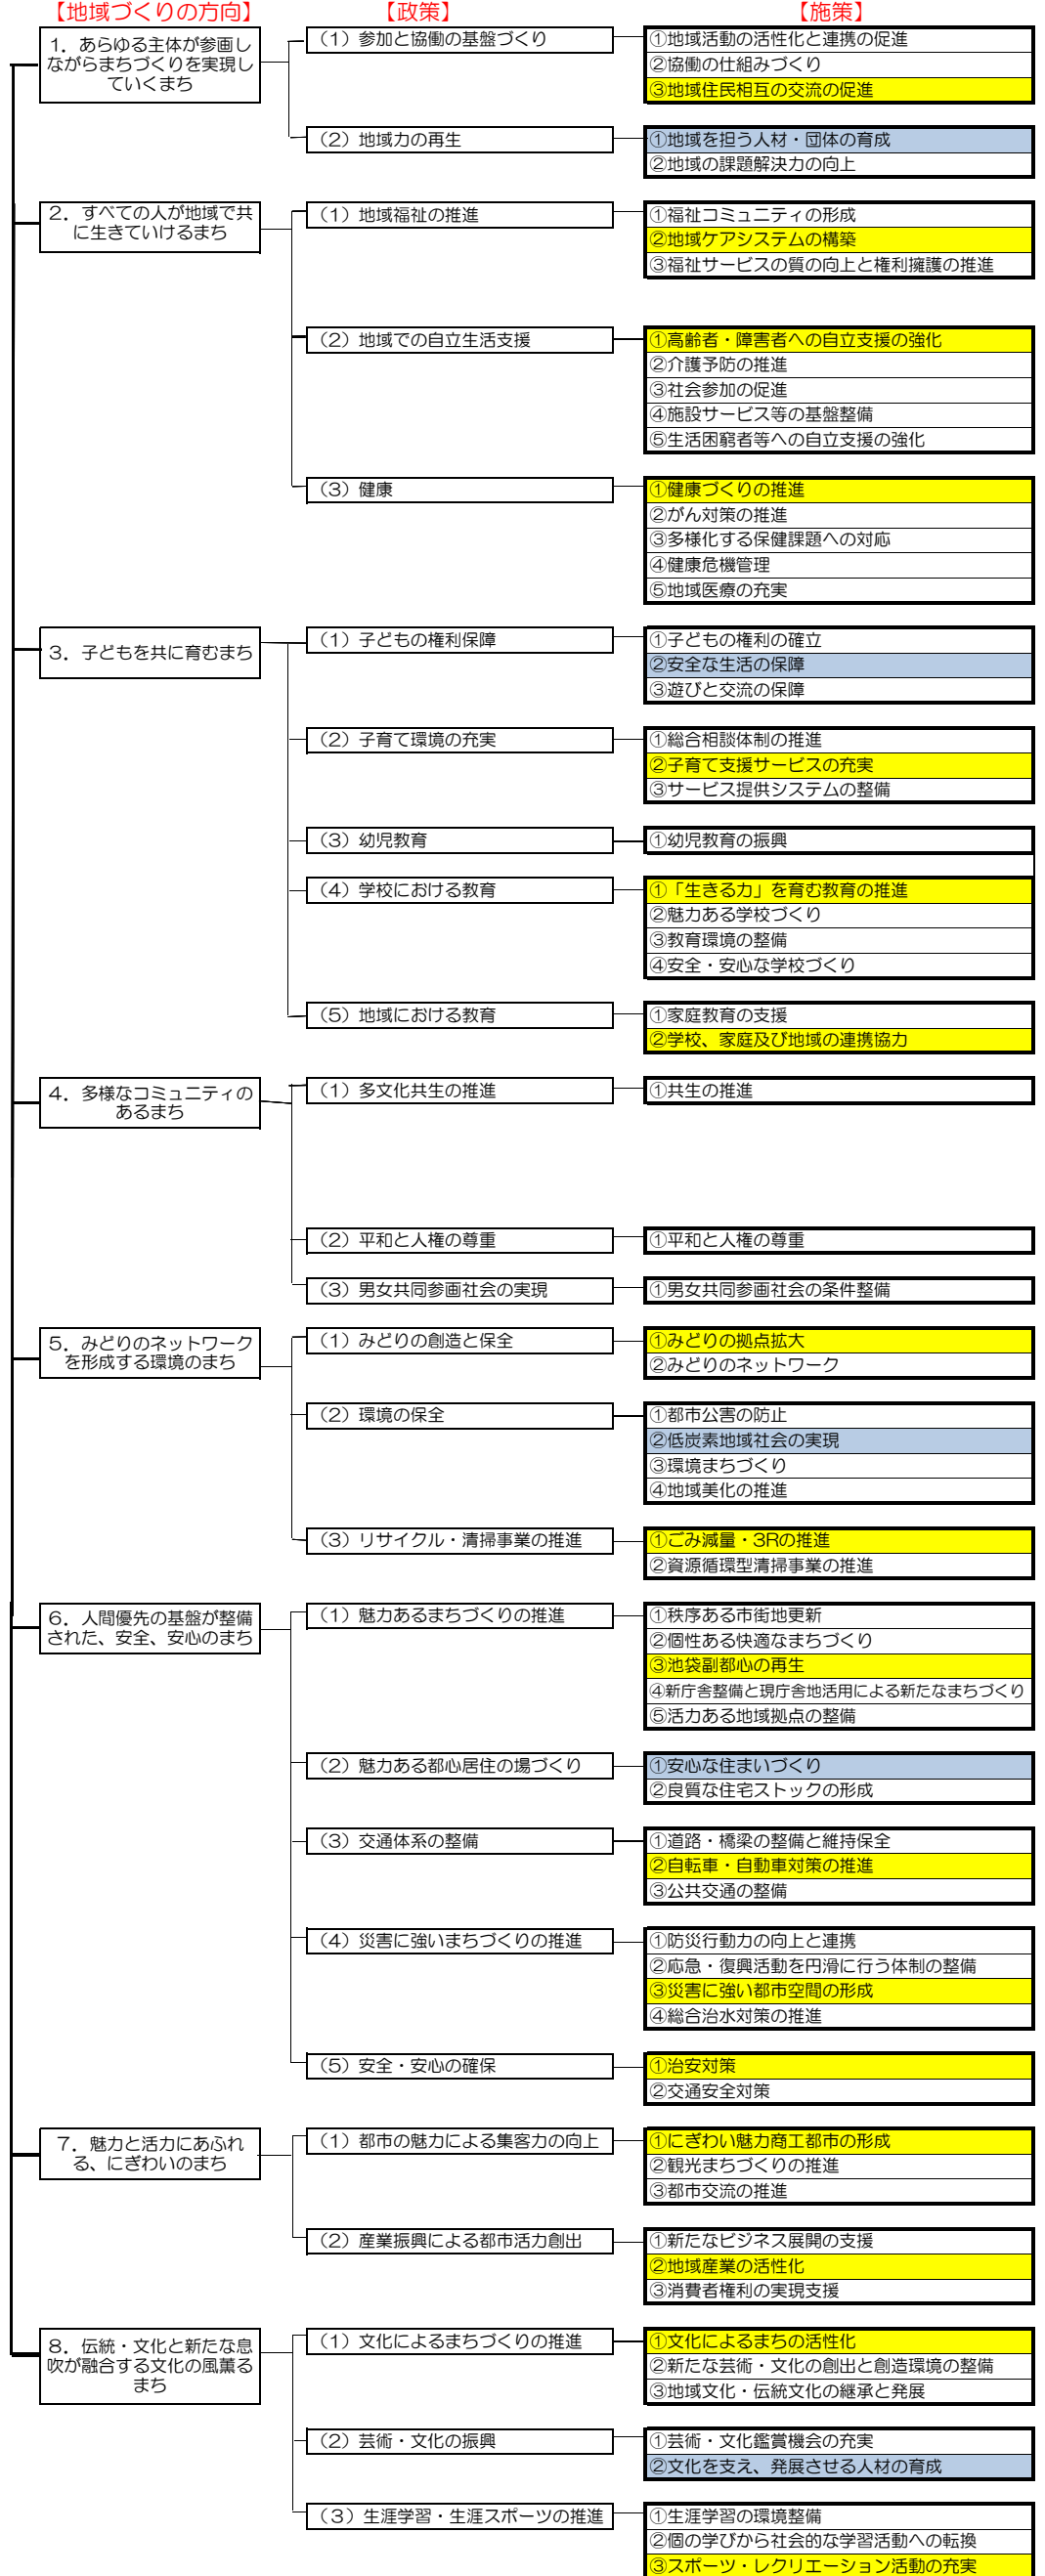 【地域づくりの方向】
【政策】
【施策】
1．あらゆる主体が参画し
ながらまちづくりを実現し
ていくまち
（1）参加と協働の基盤づくり
①地域活動の活性化と連携の促進
②協働の仕組みづくり
③地域住民相互の交流の促進
（2）地域力の再生
①地域を担う人材・団体の育成
②地域の課題解決力の向上
2．すべての人が地域で共
に生きていけるまち
（1）地域福祉の推進
①福祉コミュニティの形成
②地域ケアシステムの構築
③福祉サービスの質の向上と権利擁護の推進
（2）地域での自立生活支援
①高齢者・障害者への自立支援の強化
②介護予防の推進
③社会参加の促進
④施設サービス等の基盤整備
⑤生活困窮者等への自立支援の強化
（3）健康
①健康づくりの推進
②がん対策の推進
③多様化する保健課題への対応
④健康危機管理
⑤地域医療の充実
3．子どもを共に育むまち
（1）子どもの権利保障
①子どもの権利の確立
②安全な生活の保障
③遊びと交流の保障
（2）子育て環境の充実
①総合相談体制の推進
②子育て支援サービスの充実
③サービス提供システムの整備
（3）幼児教育
①幼児教育の振興
（4）学校における教育
①「生きる力」を育む教育の推進
②魅力ある学校づくり
③教育環境の整備
④安全・安心な学校づくり
（5）地域における教育
①家庭教育の支援
②学校、家庭及び地域の連携協力
4．多様なコミュニティの
あるまち
（1）多文化共生の推進
①共生の推進
（2）平和と人権の尊重
①平和と人権の尊重
（3）男女共同参画社会の実現
①男女共同参画社会の条件整備
5．みどりのネットワーク
を形成する環境のまち
（1）みどりの創造と保全
①みどりの拠点拡大
②みどりのネットワーク
（2）環境の保全
①都市公害の防止
②低炭素地域社会の実現
③環境まちづくり
④地域美化の推進
（3）リサイクル・清掃事業の推進
①ごみ減量・3Rの推進
②資源循環型清掃事業の推進
6．人間優先の基盤が整備
された、安全、安心のまち
（1）魅力あるまちづくりの推進
①秩序ある市街地更新
②個性ある快適なまちづくり
③池袋副都心の再生
④新庁舎整備と現庁舎地活用による新たなまちづくり
⑤活力ある地域拠点の整備
（2）魅力ある都心居住の場づくり
①安心な住まいづくり
②良質な住宅ストックの形成
（3）交通体系の整備
①道路・橋梁の整備と維持保全
②自転車・自動車対策の推進
③公共交通の整備
（4）災害に強いまちづくりの推進
①防災行動力の向上と連携
②応急・復興活動を円滑に行う体制の整備
③災害に強い都市空間の形成
④総合治水対策の推進
（5）安全・安心の確保
①治安対策
②交通安全対策
7．魅力と活力にあふれ
る、にぎわいのまち
（1）都市の魅力による集客力の向上
①にぎわい魅力商工都市の形成
②観光まちづくりの推進
③都市交流の推進
（2）産業振興による都市活力創出
①新たなビジネス展開の支援
②地域産業の活性化
③消費者権利の実現支援
8．伝統・文化と新たな息
吹が融合する文化の風薫る
まち
（1）文化によるまちづくりの推進
①文化によるまちの活性化
②新たな芸術・文化の創出と創造環境の整備
③地域文化・伝統文化の継承と発展
（2）芸術・文化の振興
①芸術・文化鑑賞機会の充実
②文化を支え、発展させる人材の育成
（3）生涯学習・生涯スポーツの推進
①生涯学習の環境整備
②個の学びから社会的な学習活動への転換
③スポーツ・レクリエーション活動の充実